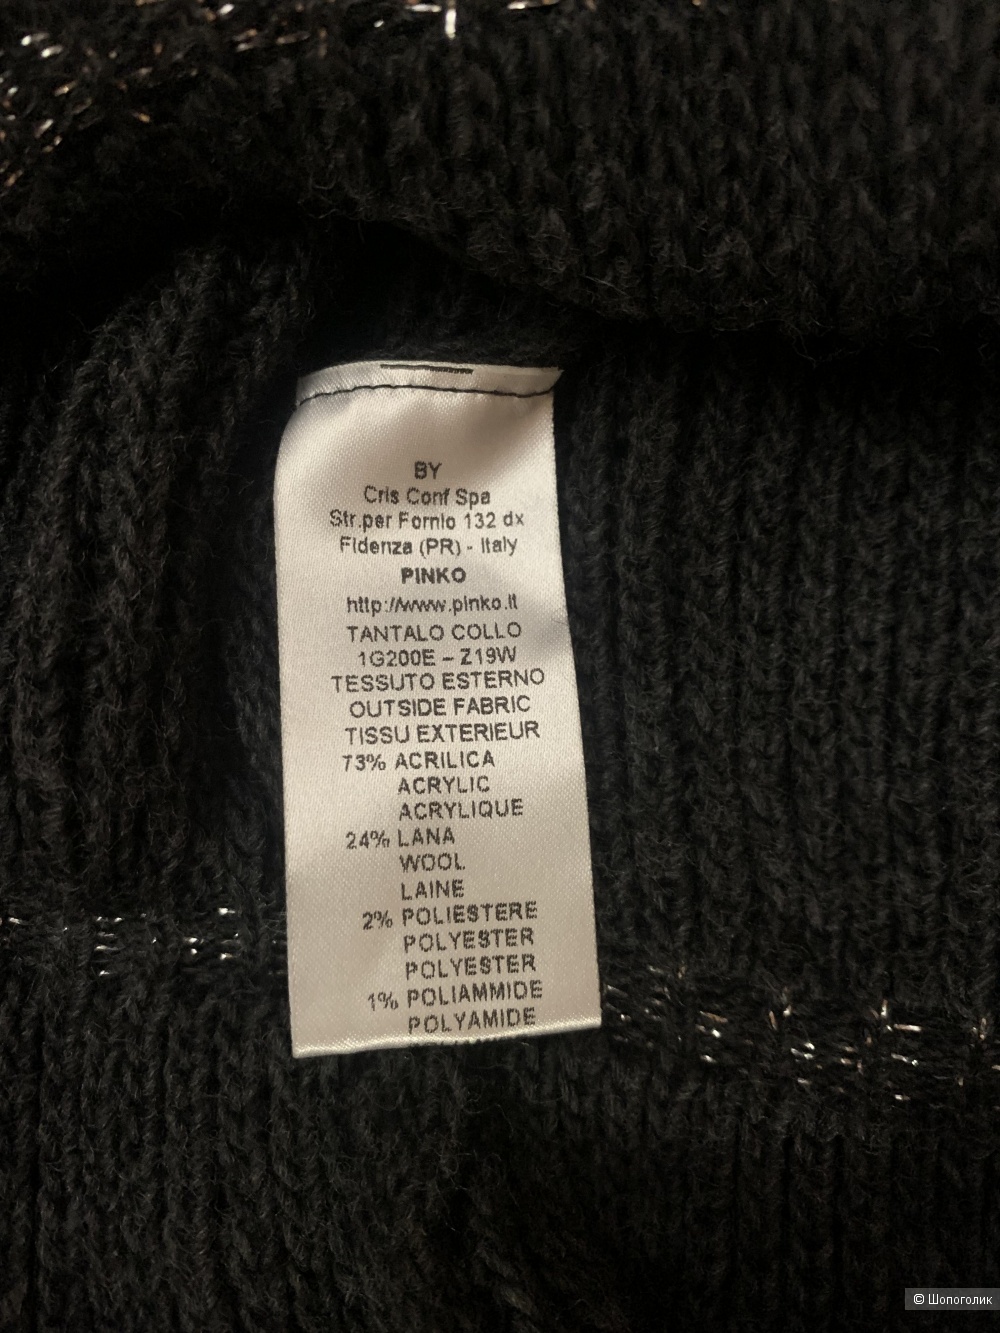 BY
Cris Conf Spa
Str.per Fornio 132 dx
Fidenza (PR) - Italy
PINKO
http://www.pinko.it
TANTALO COLLO
1G200E – Z19W
TESSUTO ESTERNO
OUTSIDE FABRIC
TISSU EXTERIEUR
73% ACRILICA
ACRYLIC
ACRYLIQUE
24% LANA
WOOL
LAINE
2% POLIESTERE
POLYESTER
POLYESTER
1% POLIAMMIDE
POLYAMIDE
© Шопоголик